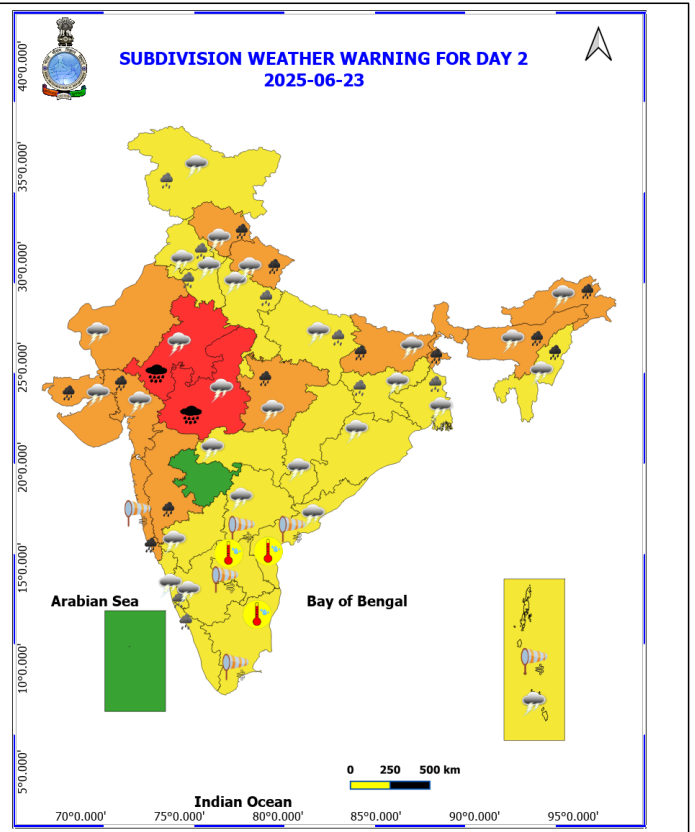 SUBDIVISION WEATHER WARNING FOR DAY 2
2025-06-23
40°0.000'
35°0.000'
30°0.000'
25°0.000'
20°0.000'
15°0.000'
Arabian Sea
Bay of Bengal
10°0.000'
5°0.000'
0 250 500 km
Indian Ocean
70°0.000' 75°0.000' 80°0.000' 85°0.000' 90°0.000' 95°0.000'